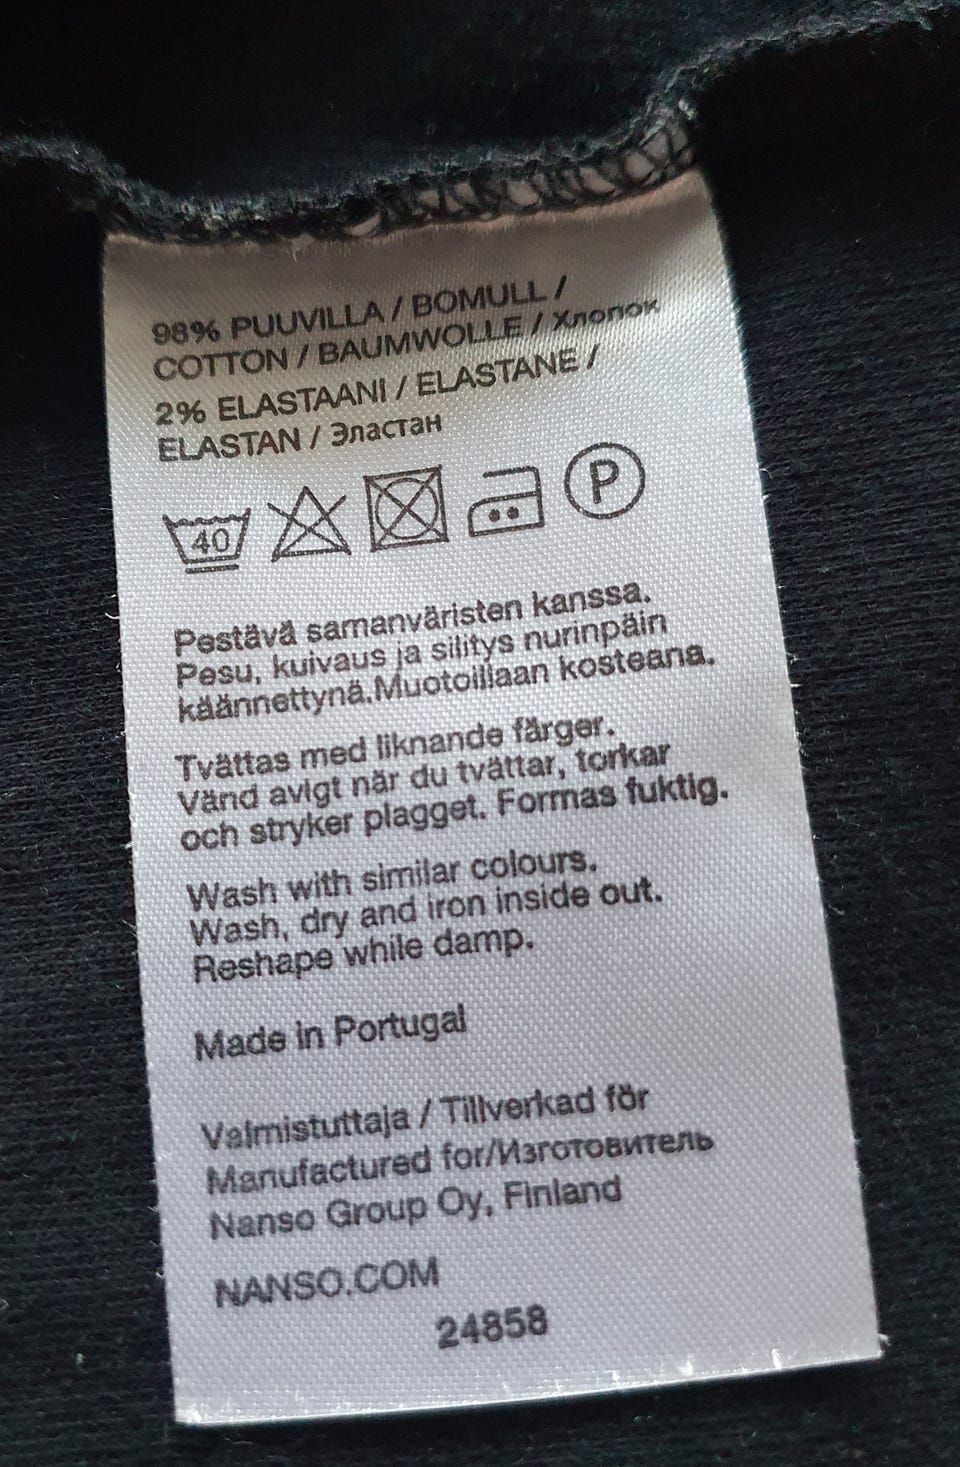 98% PUUVILLA / BOMULL /
COTTON / BAUMWOLLE / Хлопок
2% ELASTAANI / ELASTANE /
ELASTAN / Эластан
40
P
Pestävä samanväristen kanssa.
Pesu, kuivaus ja silitys nurinpäin
käännettynä.Muotoillaan kosteana.
Tvättas med liknande färger.
Vänd avigt när du tvättar, torkar
och stryker plagget. Formas fuktig.
Wash with similar colours.
Wash, dry and iron inside out.
Reshape while damp.
Made in Portugal
Valmistuttaja / Tillverkad för
Manufactured for/Изготовитель
Nanso Group Oy, Finland
NANSO.COM
24858